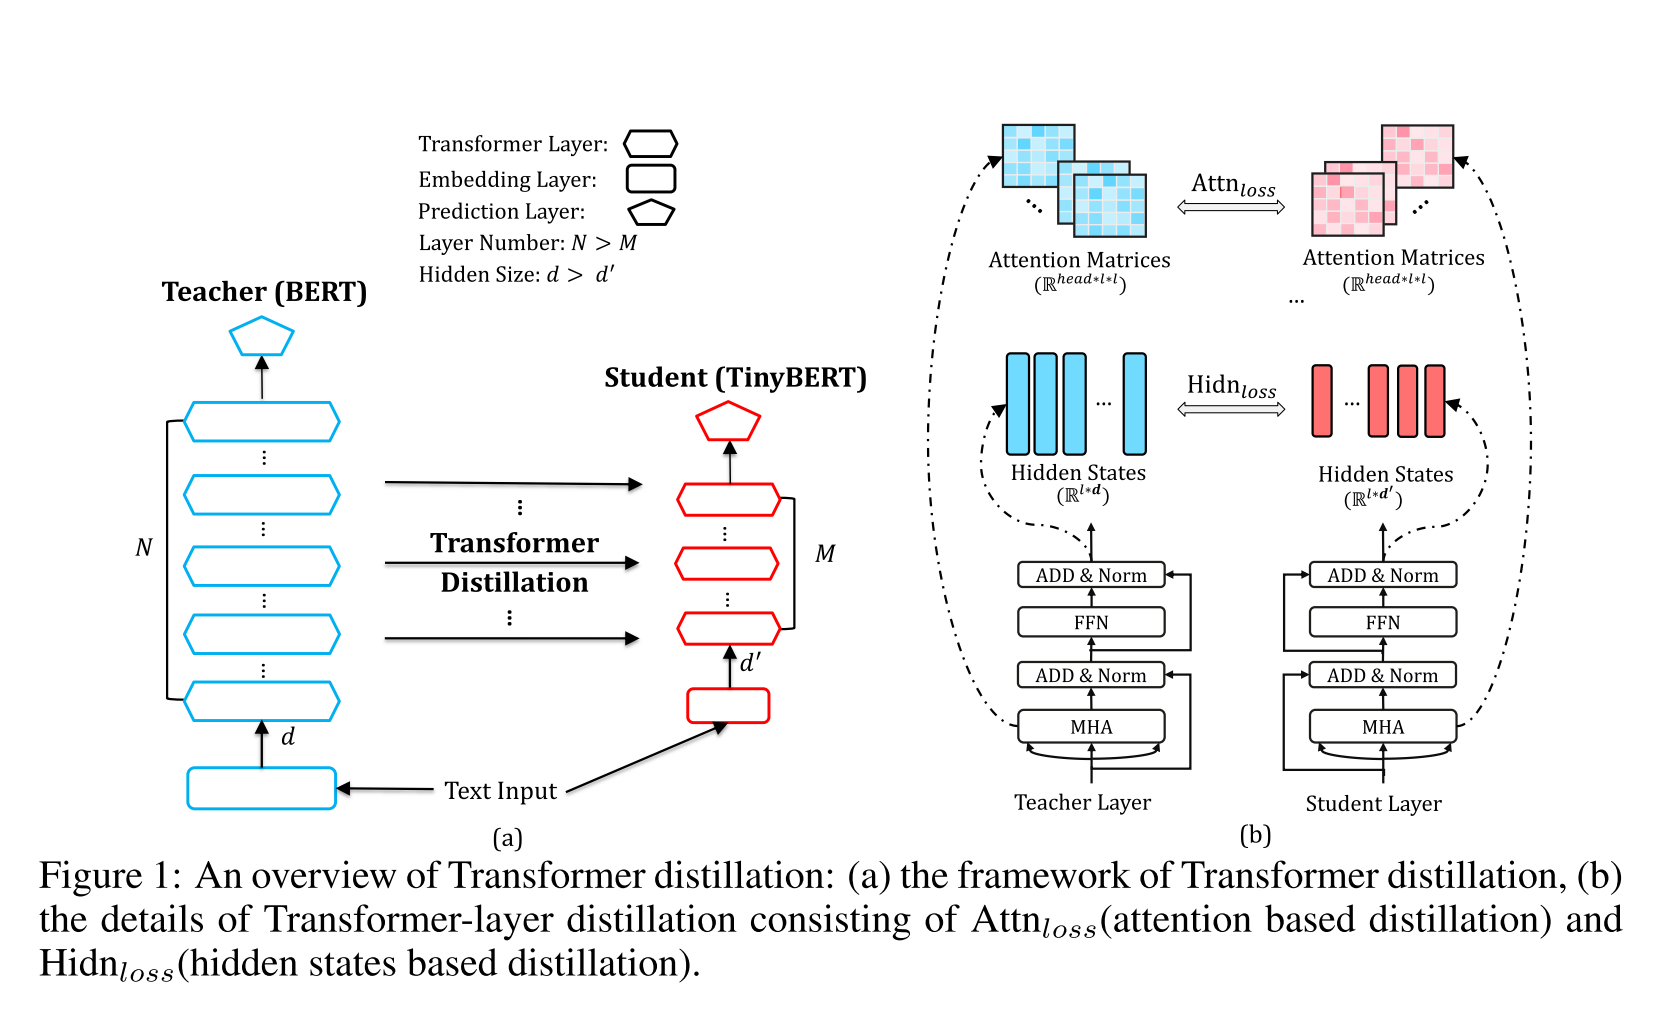 Transformer Layer:
Embedding Layer:
Prediction Layer:
Layer Number: N > M
Hidden Size: d > d′
Teacher (BERT)
Student (TinyBERT)
N
⋮
⋮
⋮
⋮
⋮
Transformer
Distillation
⋮
⋮
⋮
M
d′
d
Text Input
(a)
Attn_loss
Attention Matrices
(ℝ^{head∗l∗l})
Attention Matrices
(ℝ^{head∗l∗l})
...
...
Hidn_loss
...
Hidden States
(ℝ^{l∗d})
Hidden States
(ℝ^{l∗d′})
ADD & Norm
FFN
ADD & Norm
MHA
Teacher Layer
ADD & Norm
FFN
ADD & Norm
MHA
Student Layer
(b)
Figure 1: An overview of Transformer distillation: (a) the framework of Transformer distillation, (b)
the details of Transformer-layer distillation consisting of Attn_loss(attention based distillation) and
Hidn_loss(hidden states based distillation).